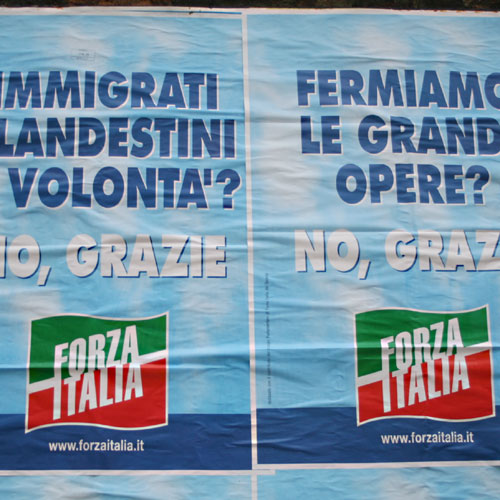 IMMIGRATI
LANDESTINI
VOLONTA'?
NO, GRAZIE
FORZA
ITALIA
www.forzaitalia.it
FERMIAMO
LE GRAND
OPERE?
NO, GRAZ
FORZA
ITALIA
www.forzaitalia.it